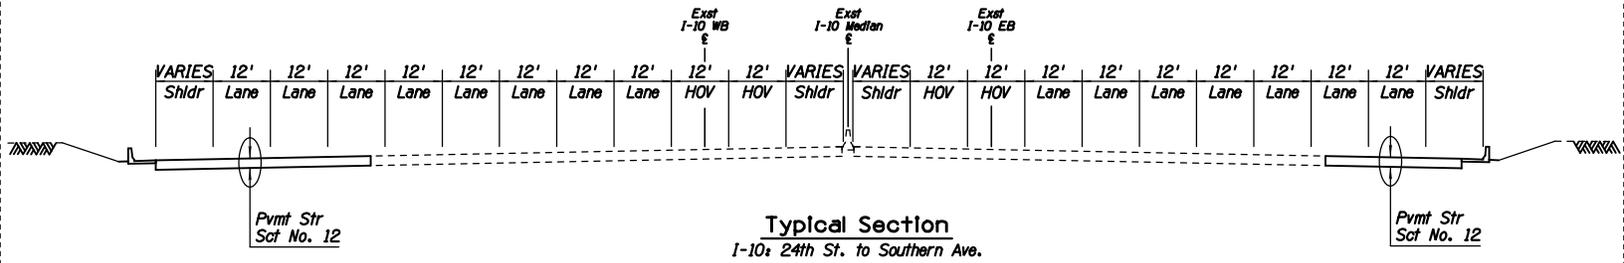 Exst
I-10 WB
℄
Exst
I-10 Median
℄
Exst
I-10 EB
℄
VARIES 12' 12' 12' 12' 12' 12' 12' 12' 12' 12' VARIES VARIES 12' 12' 12' 12' 12' 12' 12' 12' 12' VARIES
Shldr Lane Lane Lane Lane Lane Lane Lane Lane HOV HOV Shldr Shldr HOV HOV Lane Lane Lane Lane Lane Lane Lane Shldr
Pvmt Str
Sct No. 12
Typical Section
I-10: 24th St. to Southern Ave.
Pvmt Str
Sct No. 12